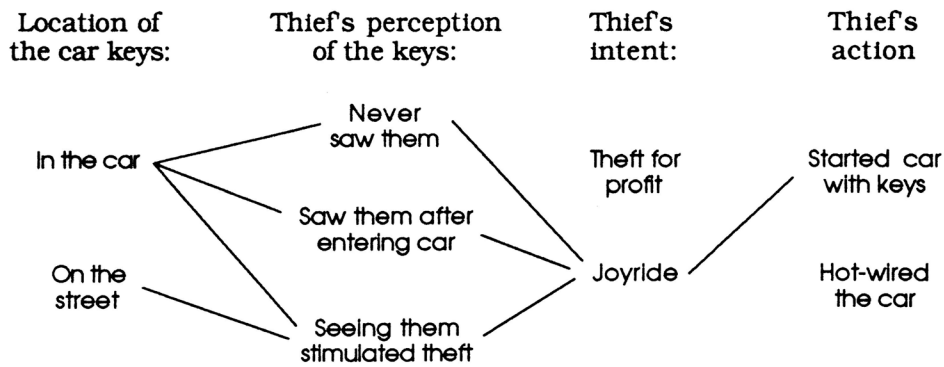 Location of
the car keys:
Thief's perception
of the keys:
Thief's
intent:
Thief's
action
Never
saw them
In the car
Theft for
profit
Started car
with keys
Saw them after
entering car
On the
street
Joyride
Hot-wired
the car
Seeing them
stimulated theft